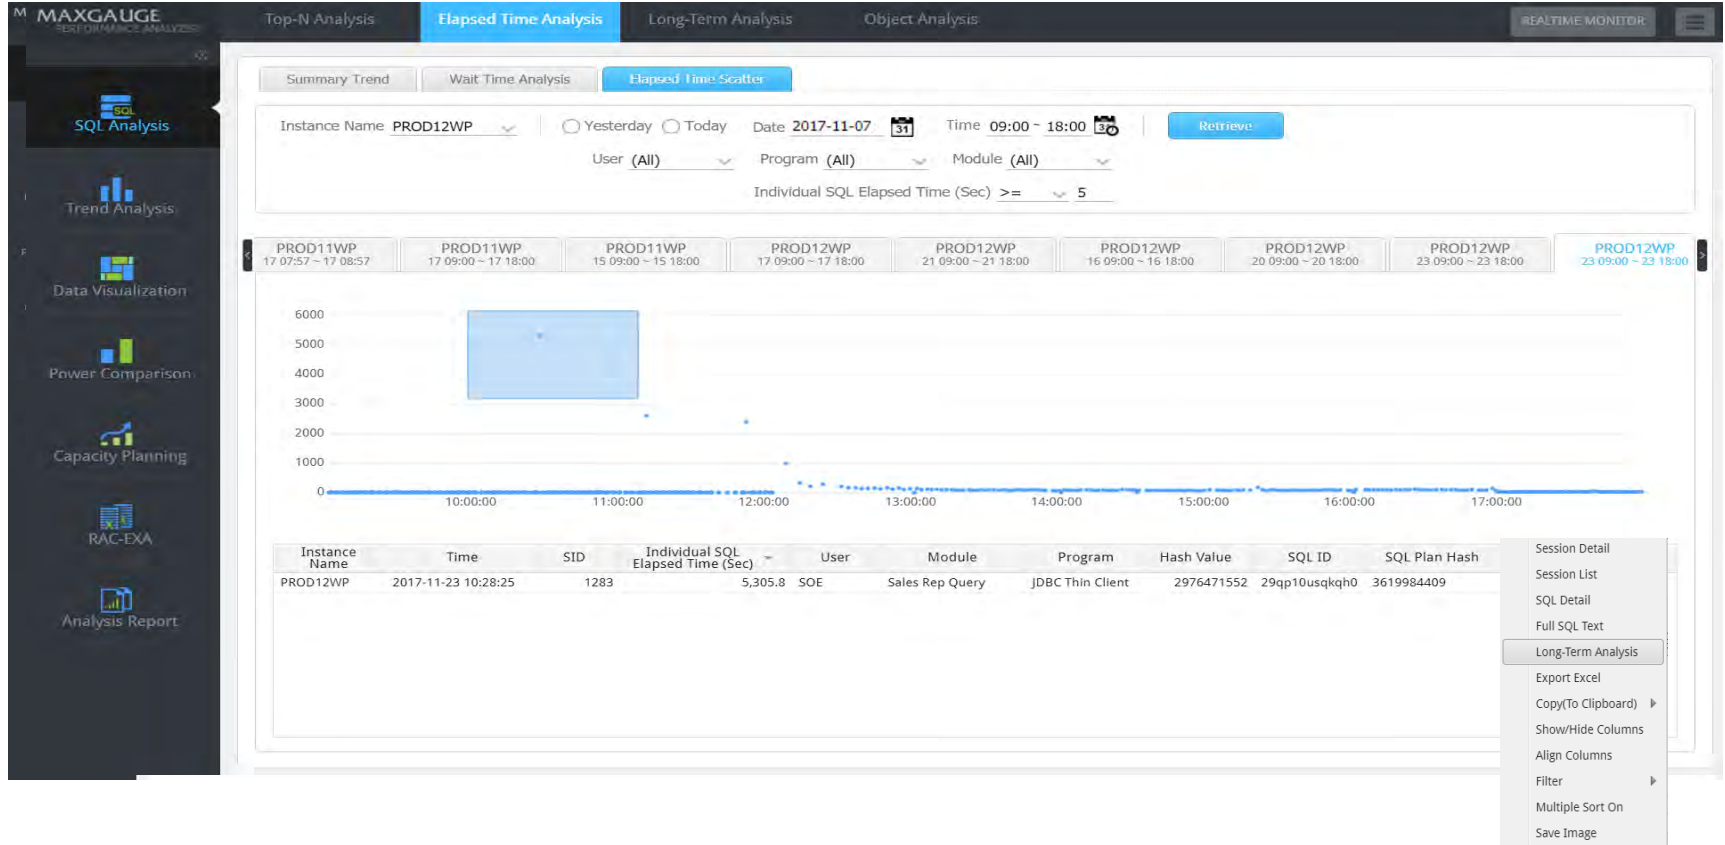 M MAXGAUGE
PERFORMANCE ANALYZER
Top-N Analysis
Elapsed Time Analysis
Long-Term Analysis
Object Analysis
REALTIME MONITOR
SQL
SQL Analysis
Trend Analysis
Data Visualization
Power Comparison
Capacity Planning
RAC-EXA
Analysis Report
Summary Trend
Wait Time Analysis
Elapsed Time Scatter
Instance Name PROD12WP Yesterday Today Date 2017-11-07 31 Time 09:00 ~ 18:00 Retrieve
User (All) Program (All) Module (All)
Individual SQL Elapsed Time (Sec) >= 5
PROD11WP
17 07:57 ~ 17 08:57
PROD11WP
17 09:00 ~ 17 18:00
PROD11WP
15 09:00 ~ 15 18:00
PROD12WP
17 09:00 ~ 17 18:00
PROD12WP
21 09:00 ~ 21 18:00
PROD12WP
16 09:00 ~ 16 18:00
PROD12WP
20 09:00 ~ 20 18:00
PROD12WP
23 09:00 ~ 23 18:00
PROD12WP
23 09:00 ~ 23 18:00
6000
5000
4000
3000
2000
1000
0
10:00:00 11:00:00 12:00:00 13:00:00 14:00:00 15:00:00 16:00:00 17:00:00
Instance
Name
Time
SID
Individual SQL
Elapsed Time (Sec)
User
Module
Program
Hash Value
SQL ID
SQL Plan Hash
PROD12WP 2017-11-23 10:28:25 1283 5,305.8 SOE Sales Rep Query JDBC Thin Client 2976471552 29qp10usqkqh0 3619984409
Session Detail
Session List
SQL Detail
Full SQL Text
Long-Term Analysis
Export Excel
Copy(To Clipboard)
Show/Hide Columns
Align Columns
Filter
Multiple Sort On
Save Image